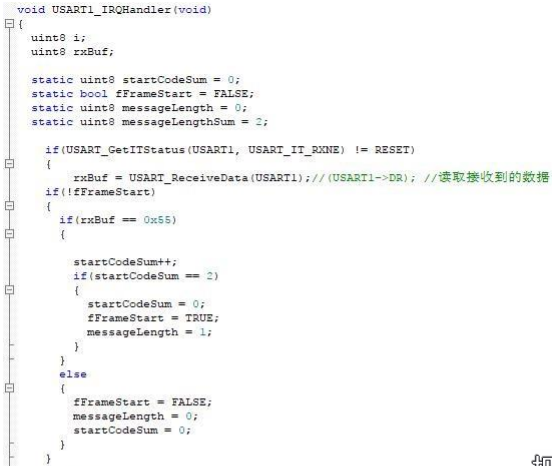 void USART1_IRQHandler(void)
{
uint8 i;
uint8 rxBuf;
static uint8 startCodeSum = 0;
static bool fFrameStart = FALSE;
static uint8 messageLength = 0;
static uint8 messageLengthSum = 2;
if(USART_GetITStatus(USART1, USART_IT_RXNE) != RESET)
{
rxBuf = USART_ReceiveData(USART1);//(USART1->DR); //读取接收到的数据
if(!fFrameStart)
{
if(rxBuf == 0x55)
{
startCodeSum++;
if(startCodeSum == 2)
{
startCodeSum = 0;
fFrameStart = TRUE;
messageLength = 1;
}
}
else
{
fFrameStart = FALSE;
messageLength = 0;
startCodeSum = 0;
}
}